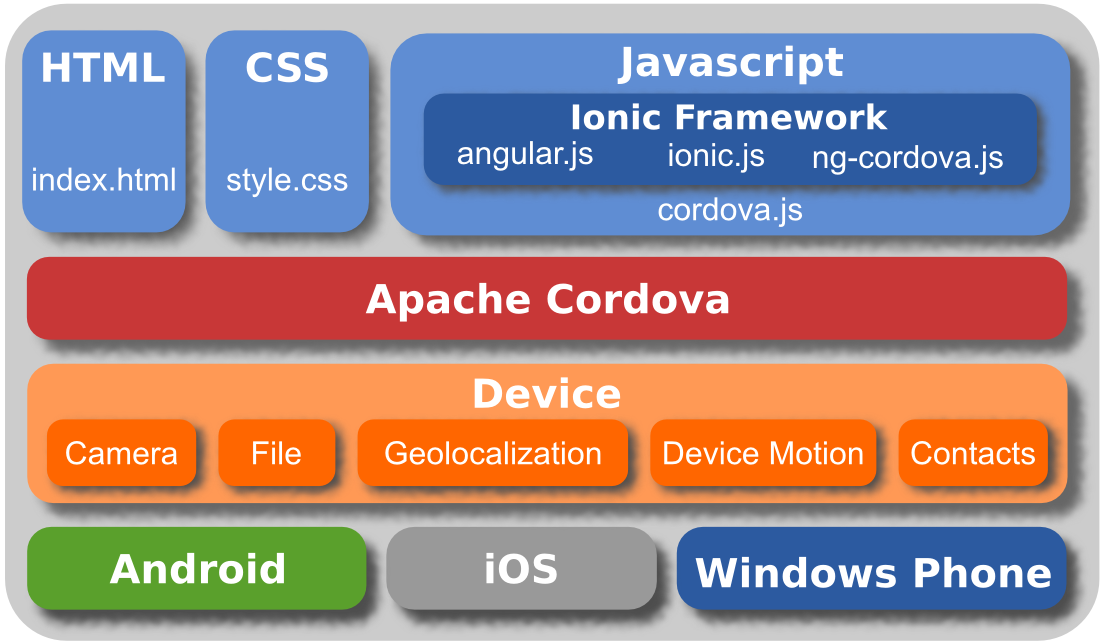 HTML
index.html
CSS
style.css
Javascript
Ionic Framework
angular.js ionic.js ng-cordova.js
cordova.js
Apache Cordova
Device
Camera File Geolocalization Device Motion Contacts
Android iOS Windows Phone